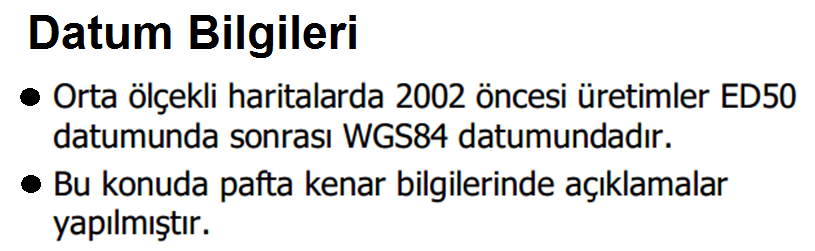 Datum Bilgileri
● Orta ölçekli haritalarda 2002 öncesi üretimler ED50
datumunda sonrası WGS84 datumundadır.
● Bu konuda pafta kenar bilgilerinde açıklamalar
yapılmıştır.